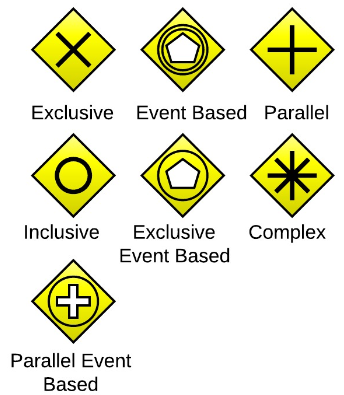 Exclusive
Event Based
Parallel
Inclusive
Exclusive
Event Based
Complex
Parallel Event
Based